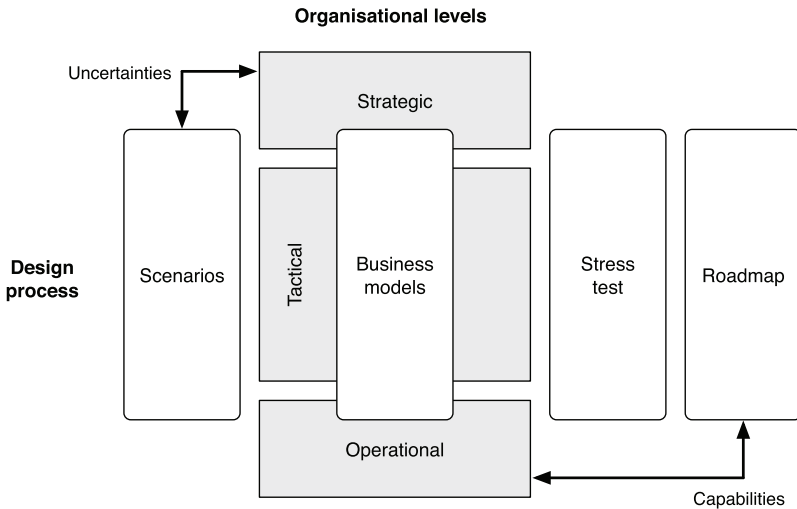 Organisational levels
Uncertainties
Strategic
Design
process
Scenarios
Tactical
Business
models
Stress
test
Roadmap
Operational
Capabilities